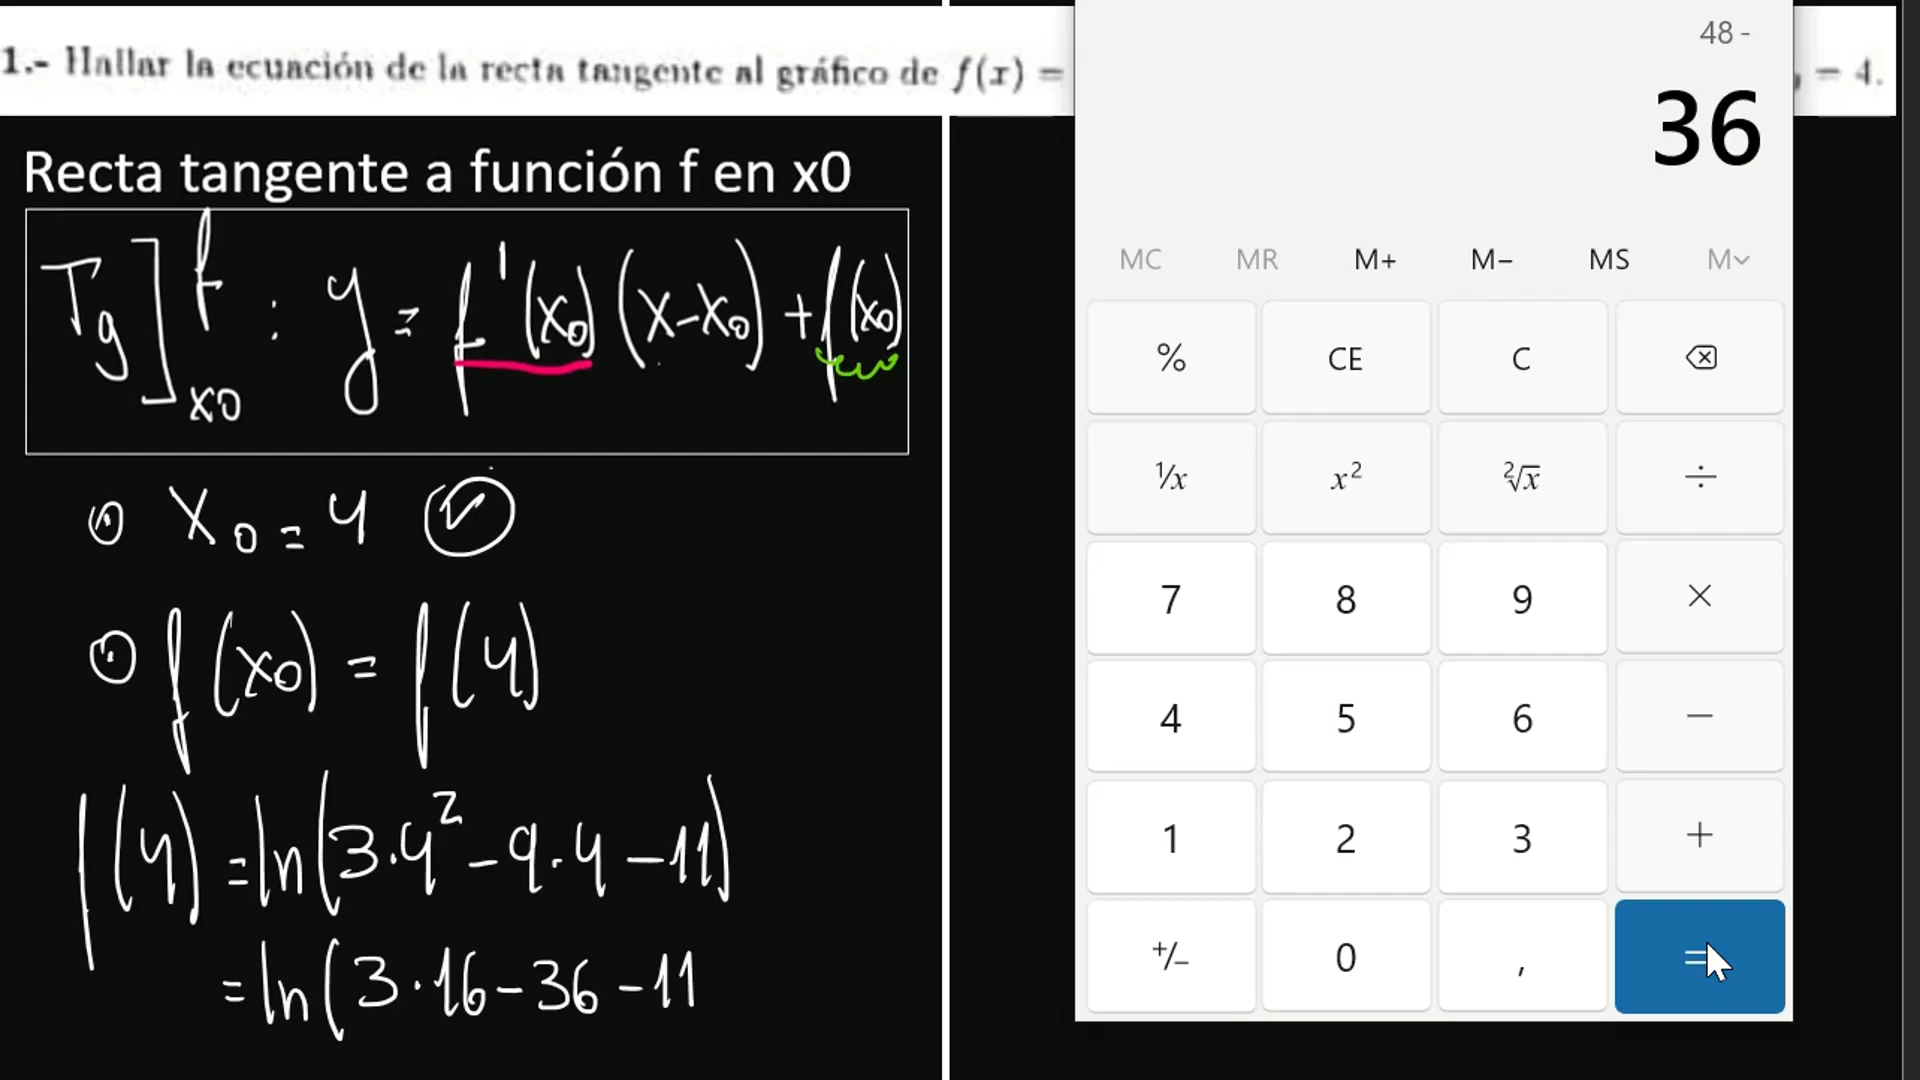 1.- Hallar la ecuación de la recta tangente al gráfico de f(x) = = 4.
Recta tangente a función f en x0
Tg]_{x0}^{f} : y = f'(x0)(x-x0)+f(x0)
x0 = 4
f(x0) = f(4)
f(4) = ln(3·4²-9·4-11)
= ln(3·16-36-11
48 -
36
MC MR M+ M− MS M
% CE C
¹/x x² ²√x ÷
7 8 9 ×
4 5 6 −
1 2 3 +
+/− 0 , =